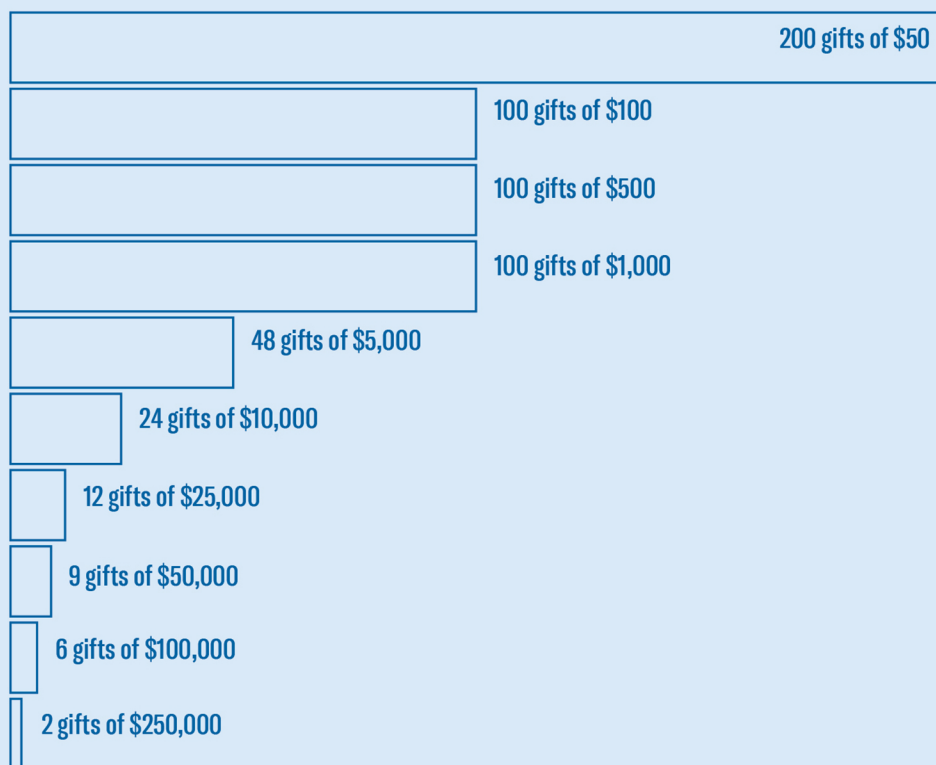 200 gifts of $50
100 gifts of $100
100 gifts of $500
100 gifts of $1,000
48 gifts of $5,000
24 gifts of $10,000
12 gifts of $25,000
9 gifts of $50,000
6 gifts of $100,000
2 gifts of $250,000